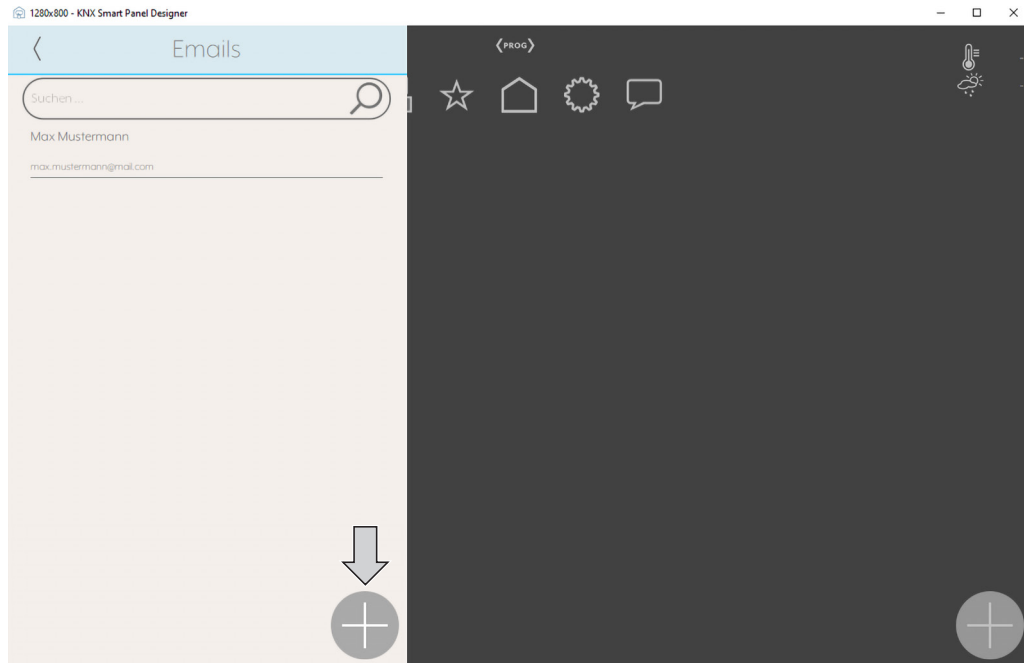 1280x800 - KNX Smart Panel Designer
Emails
Suchen ...
Max Mustermann
max.mustermann@mail.com
PROG